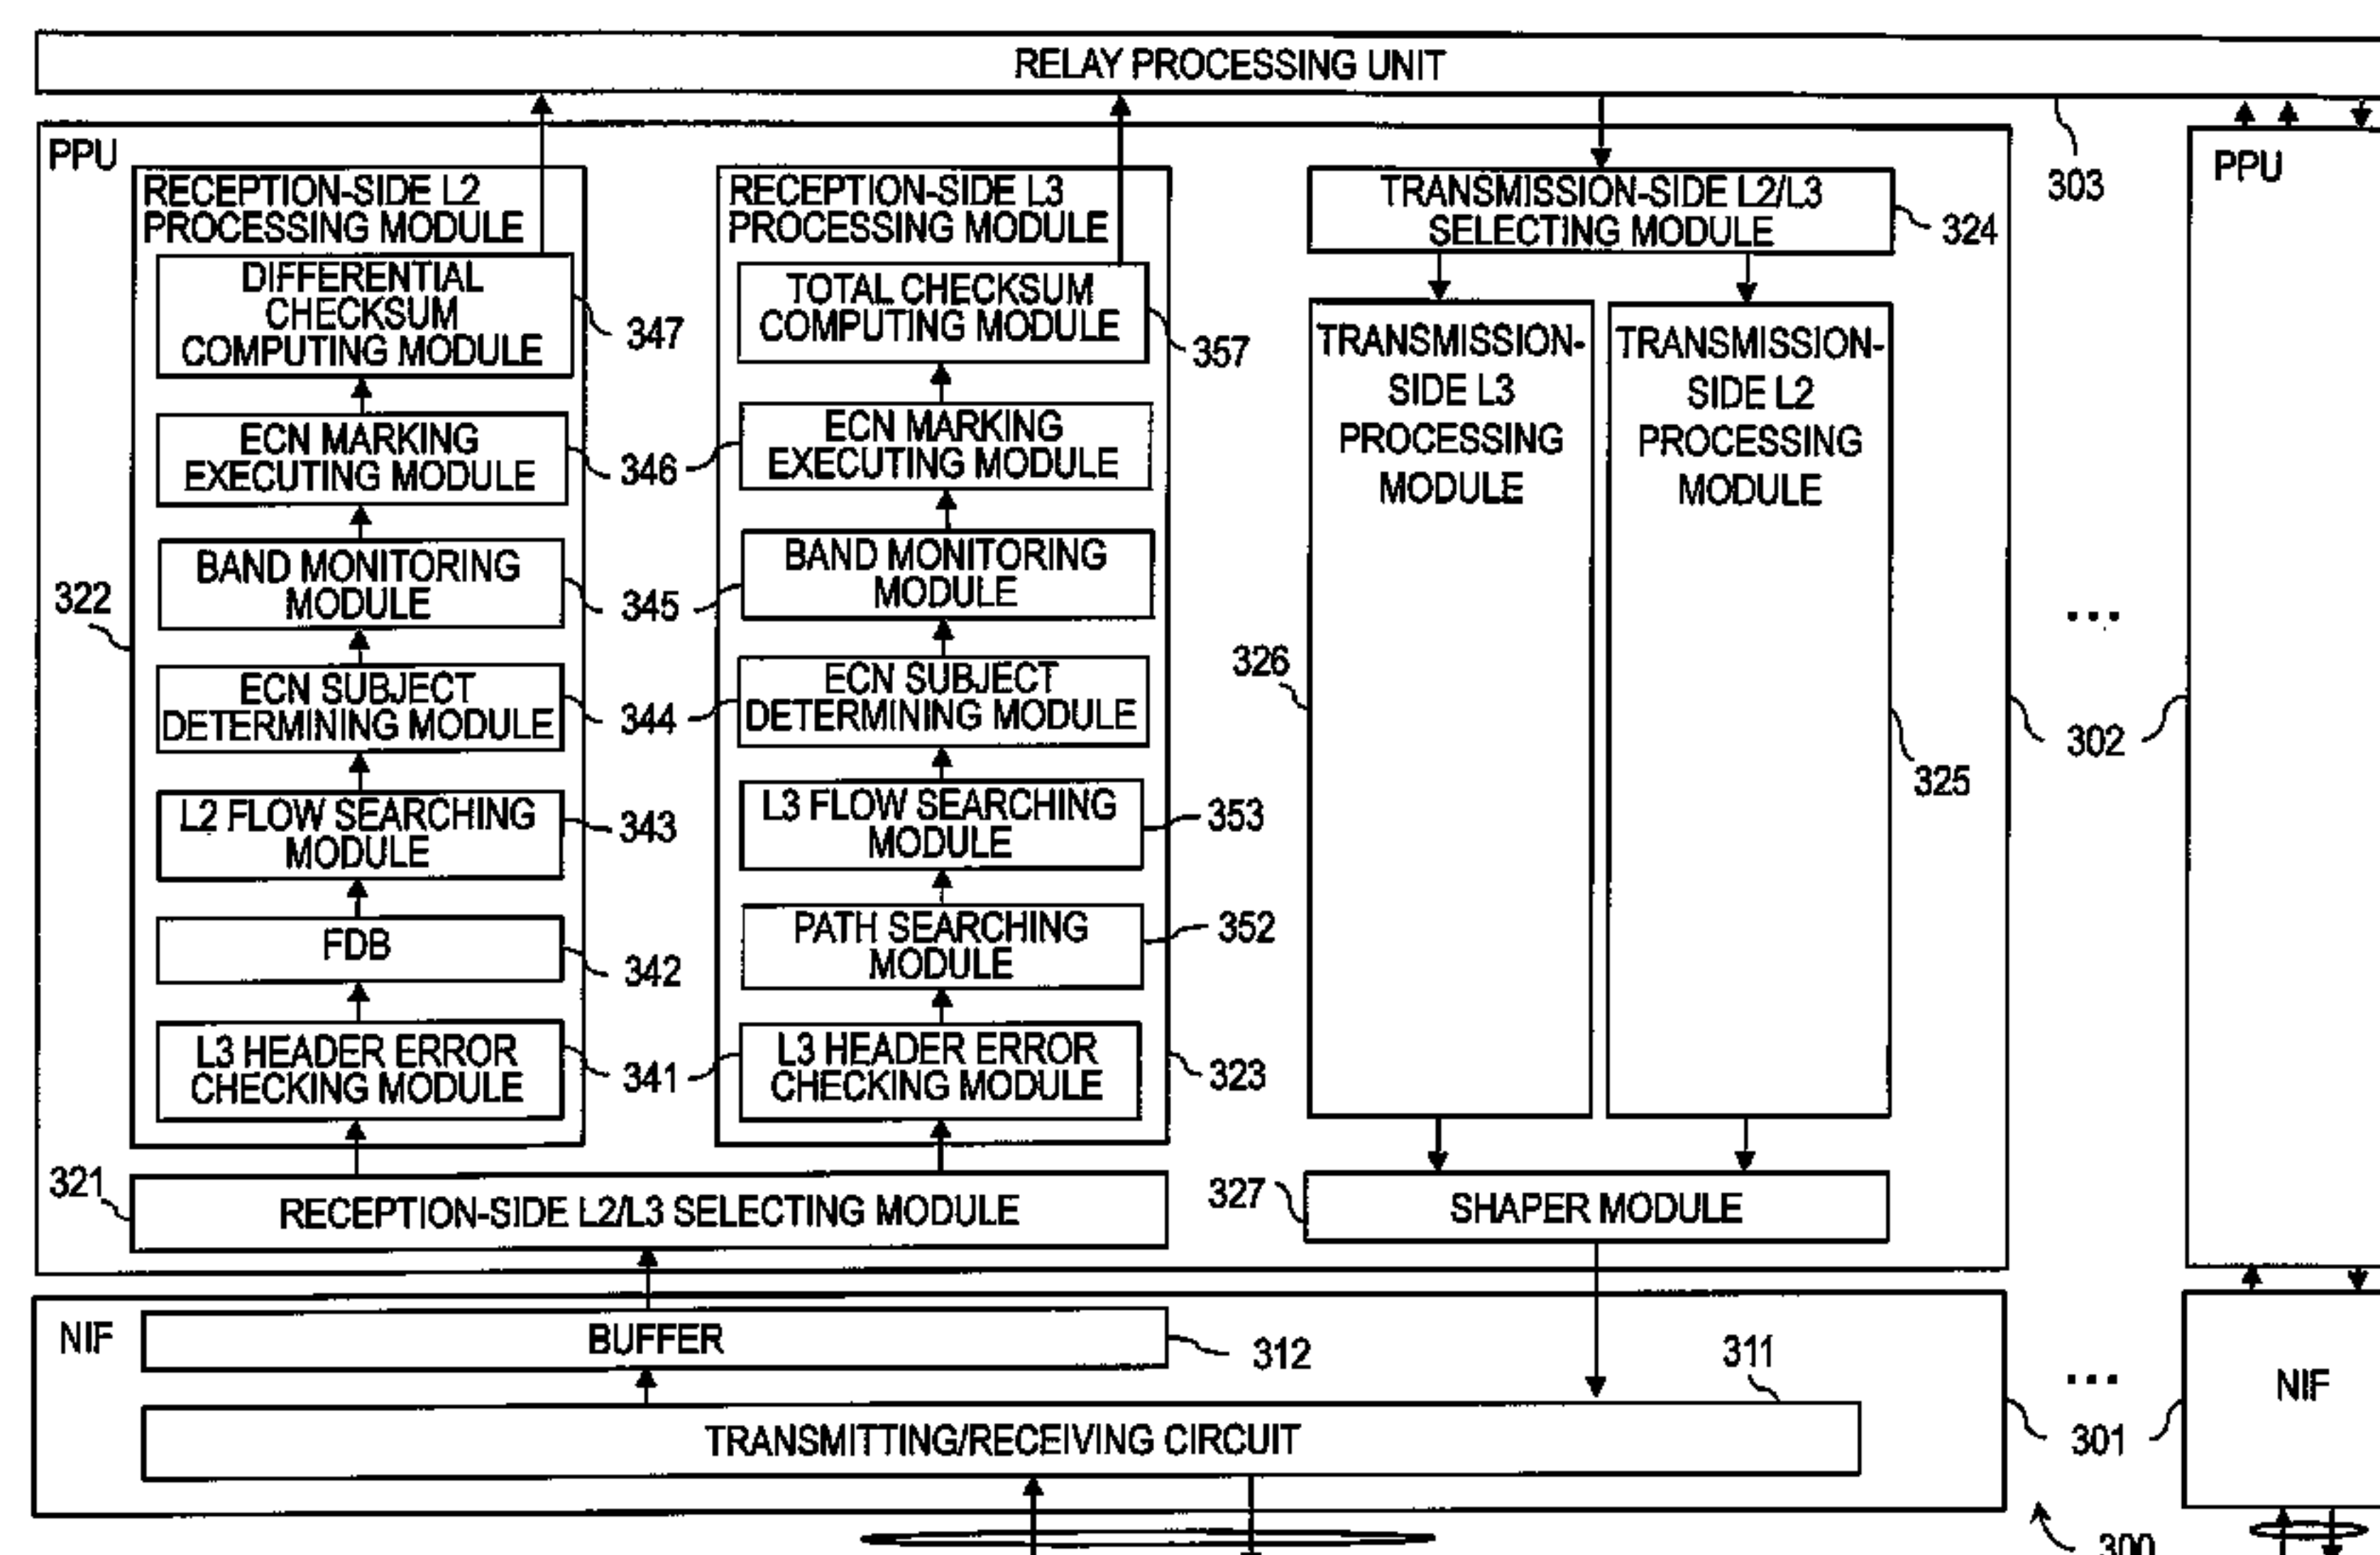 RELAY PROCESSING UNIT
303
PPU
RECEPTION-SIDE L2
PROCESSING MODULE
DIFFERENTIAL
CHECKSUM
COMPUTING MODULE
347
ECN MARKING
EXECUTING MODULE
346
BAND MONITORING
MODULE
345
322
ECN SUBJECT
DETERMINING MODULE
344
L2 FLOW SEARCHING
MODULE
343
FDB
342
L3 HEADER ERROR
CHECKING MODULE
341
RECEPTION-SIDE L3
PROCESSING MODULE
TOTAL CHECKSUM
COMPUTING MODULE
357
ECN MARKING
EXECUTING MODULE
BAND MONITORING
MODULE
ECN SUBJECT
DETERMINING MODULE
L3 FLOW SEARCHING
MODULE
353
PATH SEARCHING
MODULE
352
L3 HEADER ERROR
CHECKING MODULE
323
321
RECEPTION-SIDE L2/L3 SELECTING MODULE
TRANSMISSION-SIDE L2/L3
SELECTING MODULE
324
TRANSMISSION-
SIDE L3
PROCESSING
MODULE
326
TRANSMISSION-
SIDE L2
PROCESSING
MODULE
325
327
SHAPER MODULE
...
302
PPU
NIF
BUFFER
312
311
TRANSMITTING/RECEIVING CIRCUIT
...
301
NIF
300